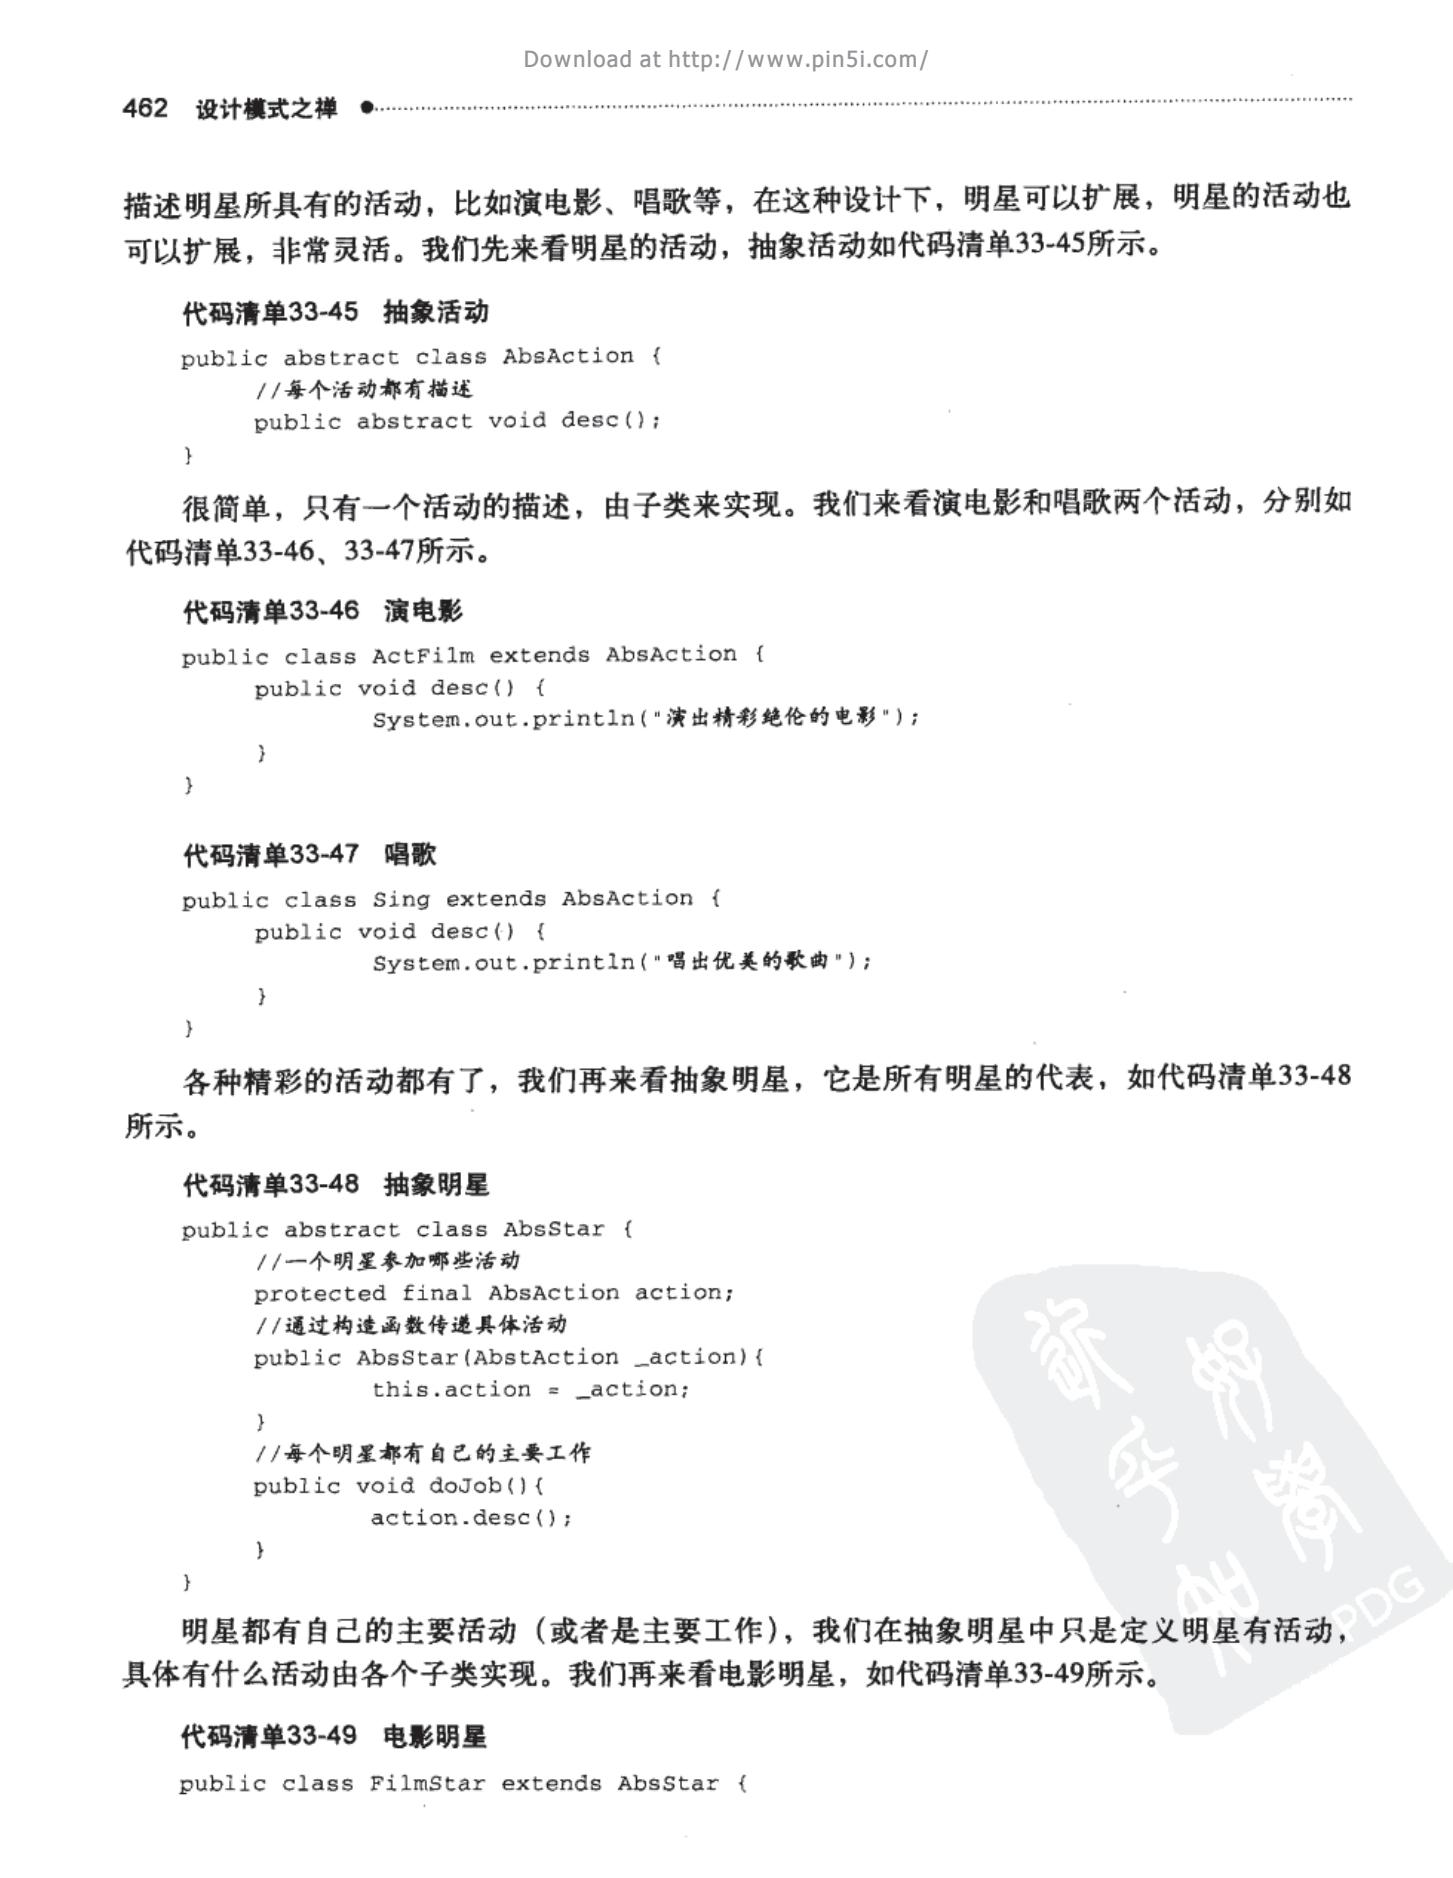 Download at http://www.pin5i.com/
462 设计模式之禅
描述明星所具有的活动，比如演电影、唱歌等，在这种设计下，明星可以扩展，明星的活动也
可以扩展，非常灵活。我们先来看明星的活动，抽象活动如代码清单33-45所示。
代码清单33-45 抽象活动
public abstract class AbsAction {
//每个活动都有描述
public abstract void desc();
}
很简单，只有一个活动的描述，由子类来实现。我们来看演电影和唱歌两个活动，分别如
代码清单33-46、33-47所示。
代码清单33-46 演电影
public class ActFilm extends AbsAction {
public void desc() {
System.out.println("演出精彩绝伦的电影");
}
}
代码清单33-47 唱歌
public class Sing extends AbsAction {
public void desc() {
System.out.println("唱出优美的歌曲");
}
}
各种精彩的活动都有了，我们再来看抽象明星，它是所有明星的代表，如代码清单33-48
所示。
代码清单33-48 抽象明星
public abstract class AbsStar {
//一个明星参加哪些活动
protected final AbsAction action;
//通过构造函数传递具体活动
public AbsStar(AbstAction _action){
this.action = _action;
}
//每个明星都有自己的主要工作
public void doJob(){
action.desc();
}
}
明星都有自己的主要活动（或者是主要工作），我们在抽象明星中只是定义明星有活动，
具体有什么活动由各个子类实现。我们再来看电影明星，如代码清单33-49所示。
代码清单33-49 电影明星
public class FilmStar extends AbsStar {
PDG